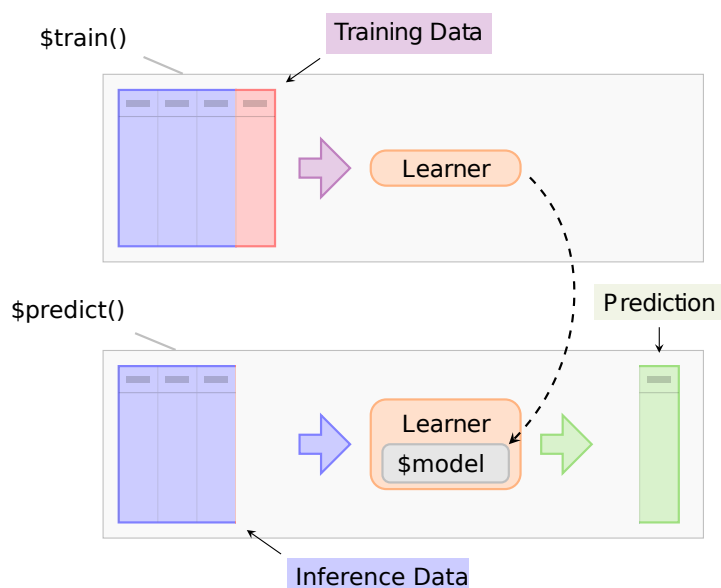 Training Data
$train()
Learner
$predict()
Prediction
Learner
$model
Inference Data